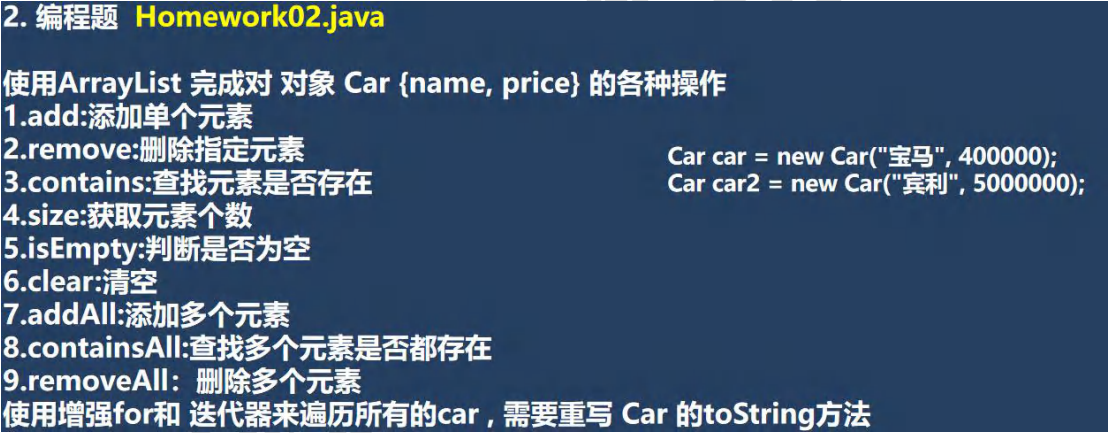 2. 编程题 Homework02.java
使用ArrayList 完成对 对象 Car {name, price} 的各种操作
1.add:添加单个元素
2.remove:删除指定元素
3.contains:查找元素是否存在
4.size:获取元素个数
5.isEmpty:判断是否为空
6.clear:清空
7.addAll:添加多个元素
8.containsAll:查找多个元素是否都存在
9.removeAll：删除多个元素
使用增强for和 迭代器来遍历所有的car , 需要重写 Car 的toString方法
Car car = new Car("宝马", 400000);
Car car2 = new Car("宾利", 5000000);